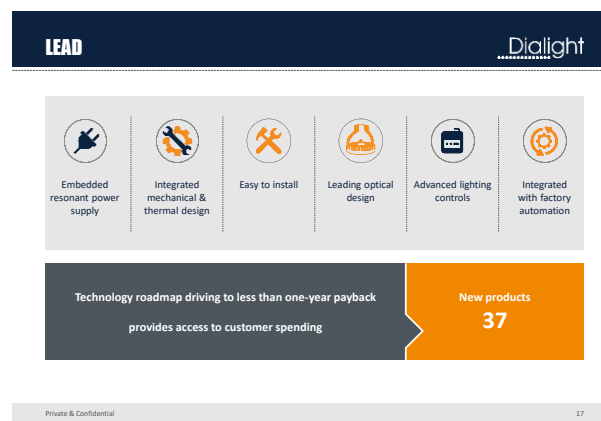 LEAD
Dialight
Embedded
resonant power
supply
Integrated
mechanical &
thermal design
Easy to install
Leading optical
design
Advanced lighting
controls
Integrated
with factory
automation
Technology roadmap driving to less than one-year payback
provides access to customer spending
New products
37
Private & Confidential
17